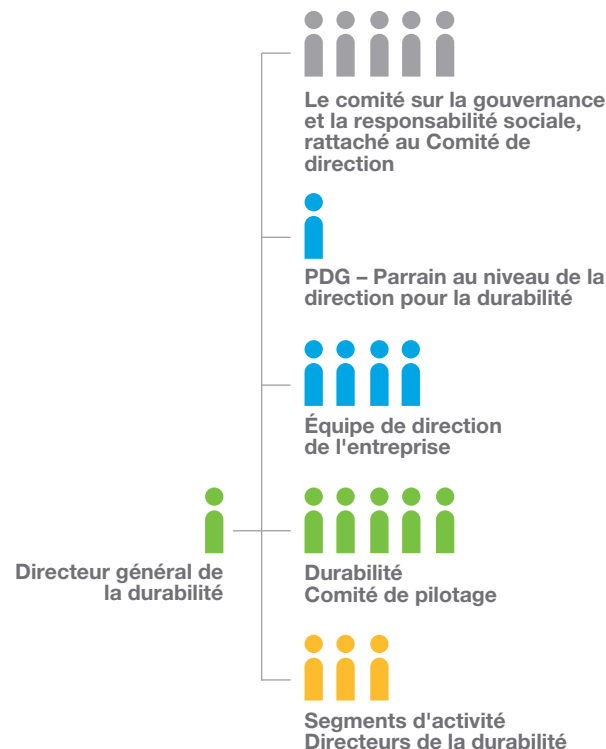 Le comité sur la gouvernance
et la responsabilité sociale,
rattaché au Comité de
direction
PDG – Parrain au niveau de la
direction pour la durabilité
Équipe de direction
de l'entreprise
Directeur général de
la durabilité
Durabilité
Comité de pilotage
Segments d'activité
Directeurs de la durabilité